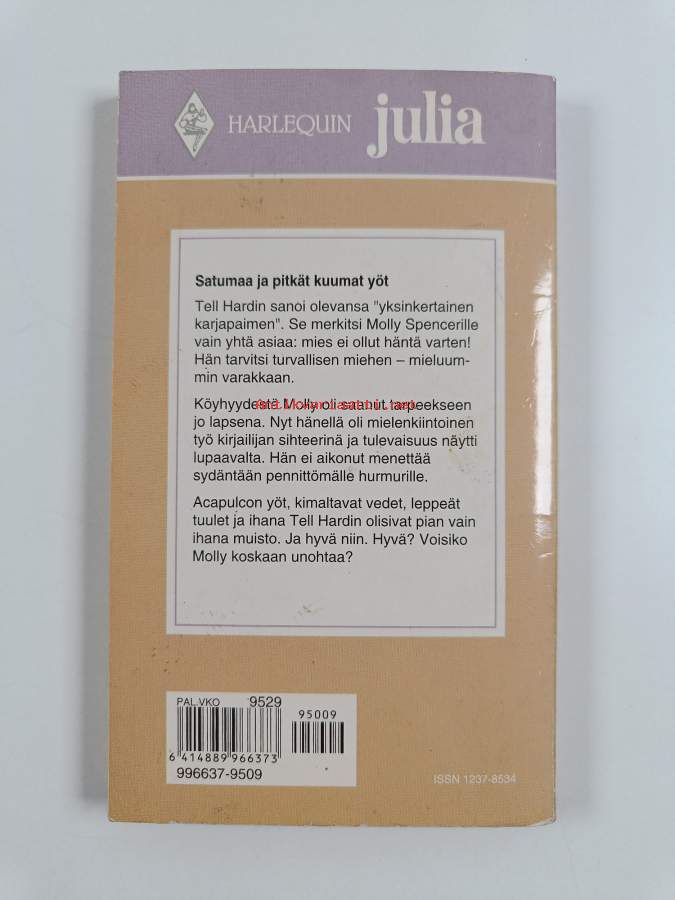 HARLEQUIN julia
Satumaa ja pitkät kuumat yöt
Tell Hardin sanoi olevansa "yksinkertainen
karjapaimen". Se merkitsi Molly Spencerille
vain yhtä asiaa: mies ei ollut häntä varten!
Hän tarvitsi turvallisen miehen – mieluum-
min varakkaan.
Köyhyydestä Molly oli saanut tarpeekseen
jo lapsena. Nyt hänellä oli mielenkiintoinen
työ kirjailijan sihteerinä ja tulevaisuus näytti
lupaavalta. Hän ei aikonut menettää
sydäntään pennittömälle hurmurille.
Acapulcon yöt, kimaltavat vedet, leppeät
tuulet ja ihana Tell Hardin olisivat pian vain
ihana muisto. Ja hyvä niin. Hyvä? Voisiko
Molly koskaan unohtaa?
PAL.VKO 9529
95009
6 414889 966373
996637-9509
ISSN 1237-8534